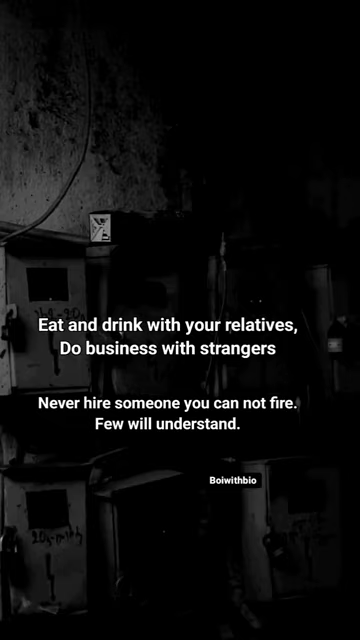 Eat and drink with your relatives,
Do business with strangers
Never hire someone you can not fire.
Few will understand.
Boiwithbio